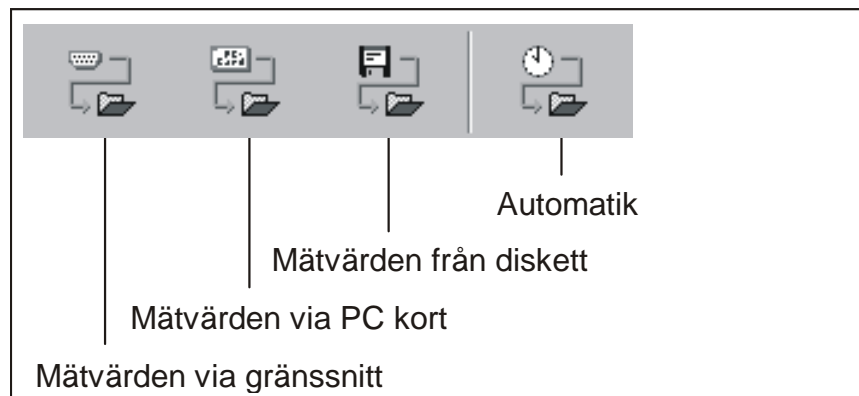 Automatik
Mätvärden från diskett
Mätvärden via PC kort
Mätvärden via gränssnitt